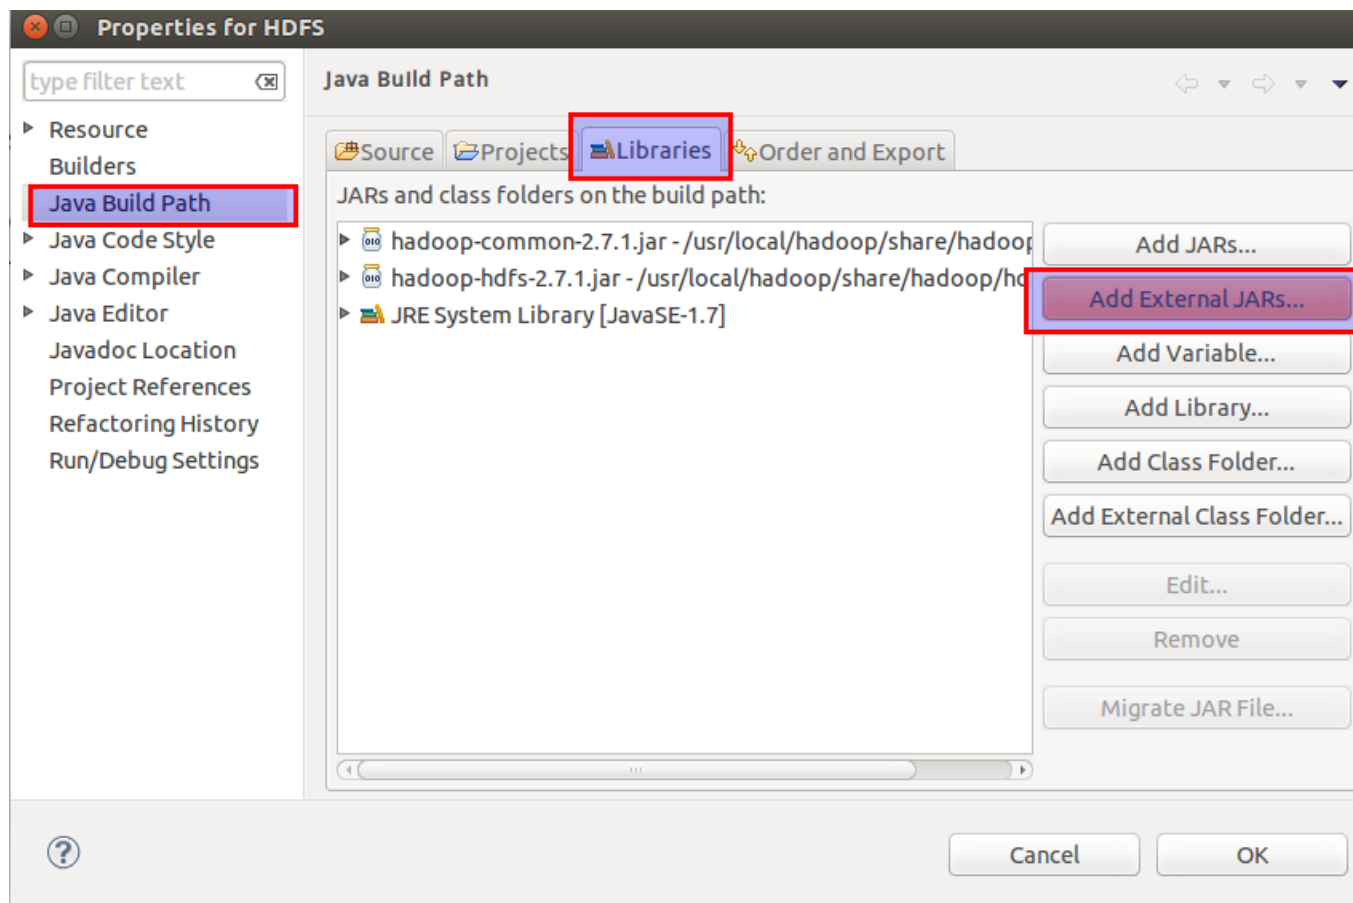 Properties for HDFS
type filter text
Resource
Builders
Java Build Path
Java Code Style
Java Compiler
Java Editor
Javadoc Location
Project References
Refactoring History
Run/Debug Settings
Java Build Path
Source Projects Libraries Order and Export
JARs and class folders on the build path:
hadoop-common-2.7.1.jar - /usr/local/hadoop/share/hadoop
hadoop-hdfs-2.7.1.jar - /usr/local/hadoop/share/hadoop/hd
JRE System Library [JavaSE-1.7]
Add JARs...
Add External JARs...
Add Variable...
Add Library...
Add Class Folder...
Add External Class Folder...
Edit...
Remove
Migrate JAR File...
Cancel OK